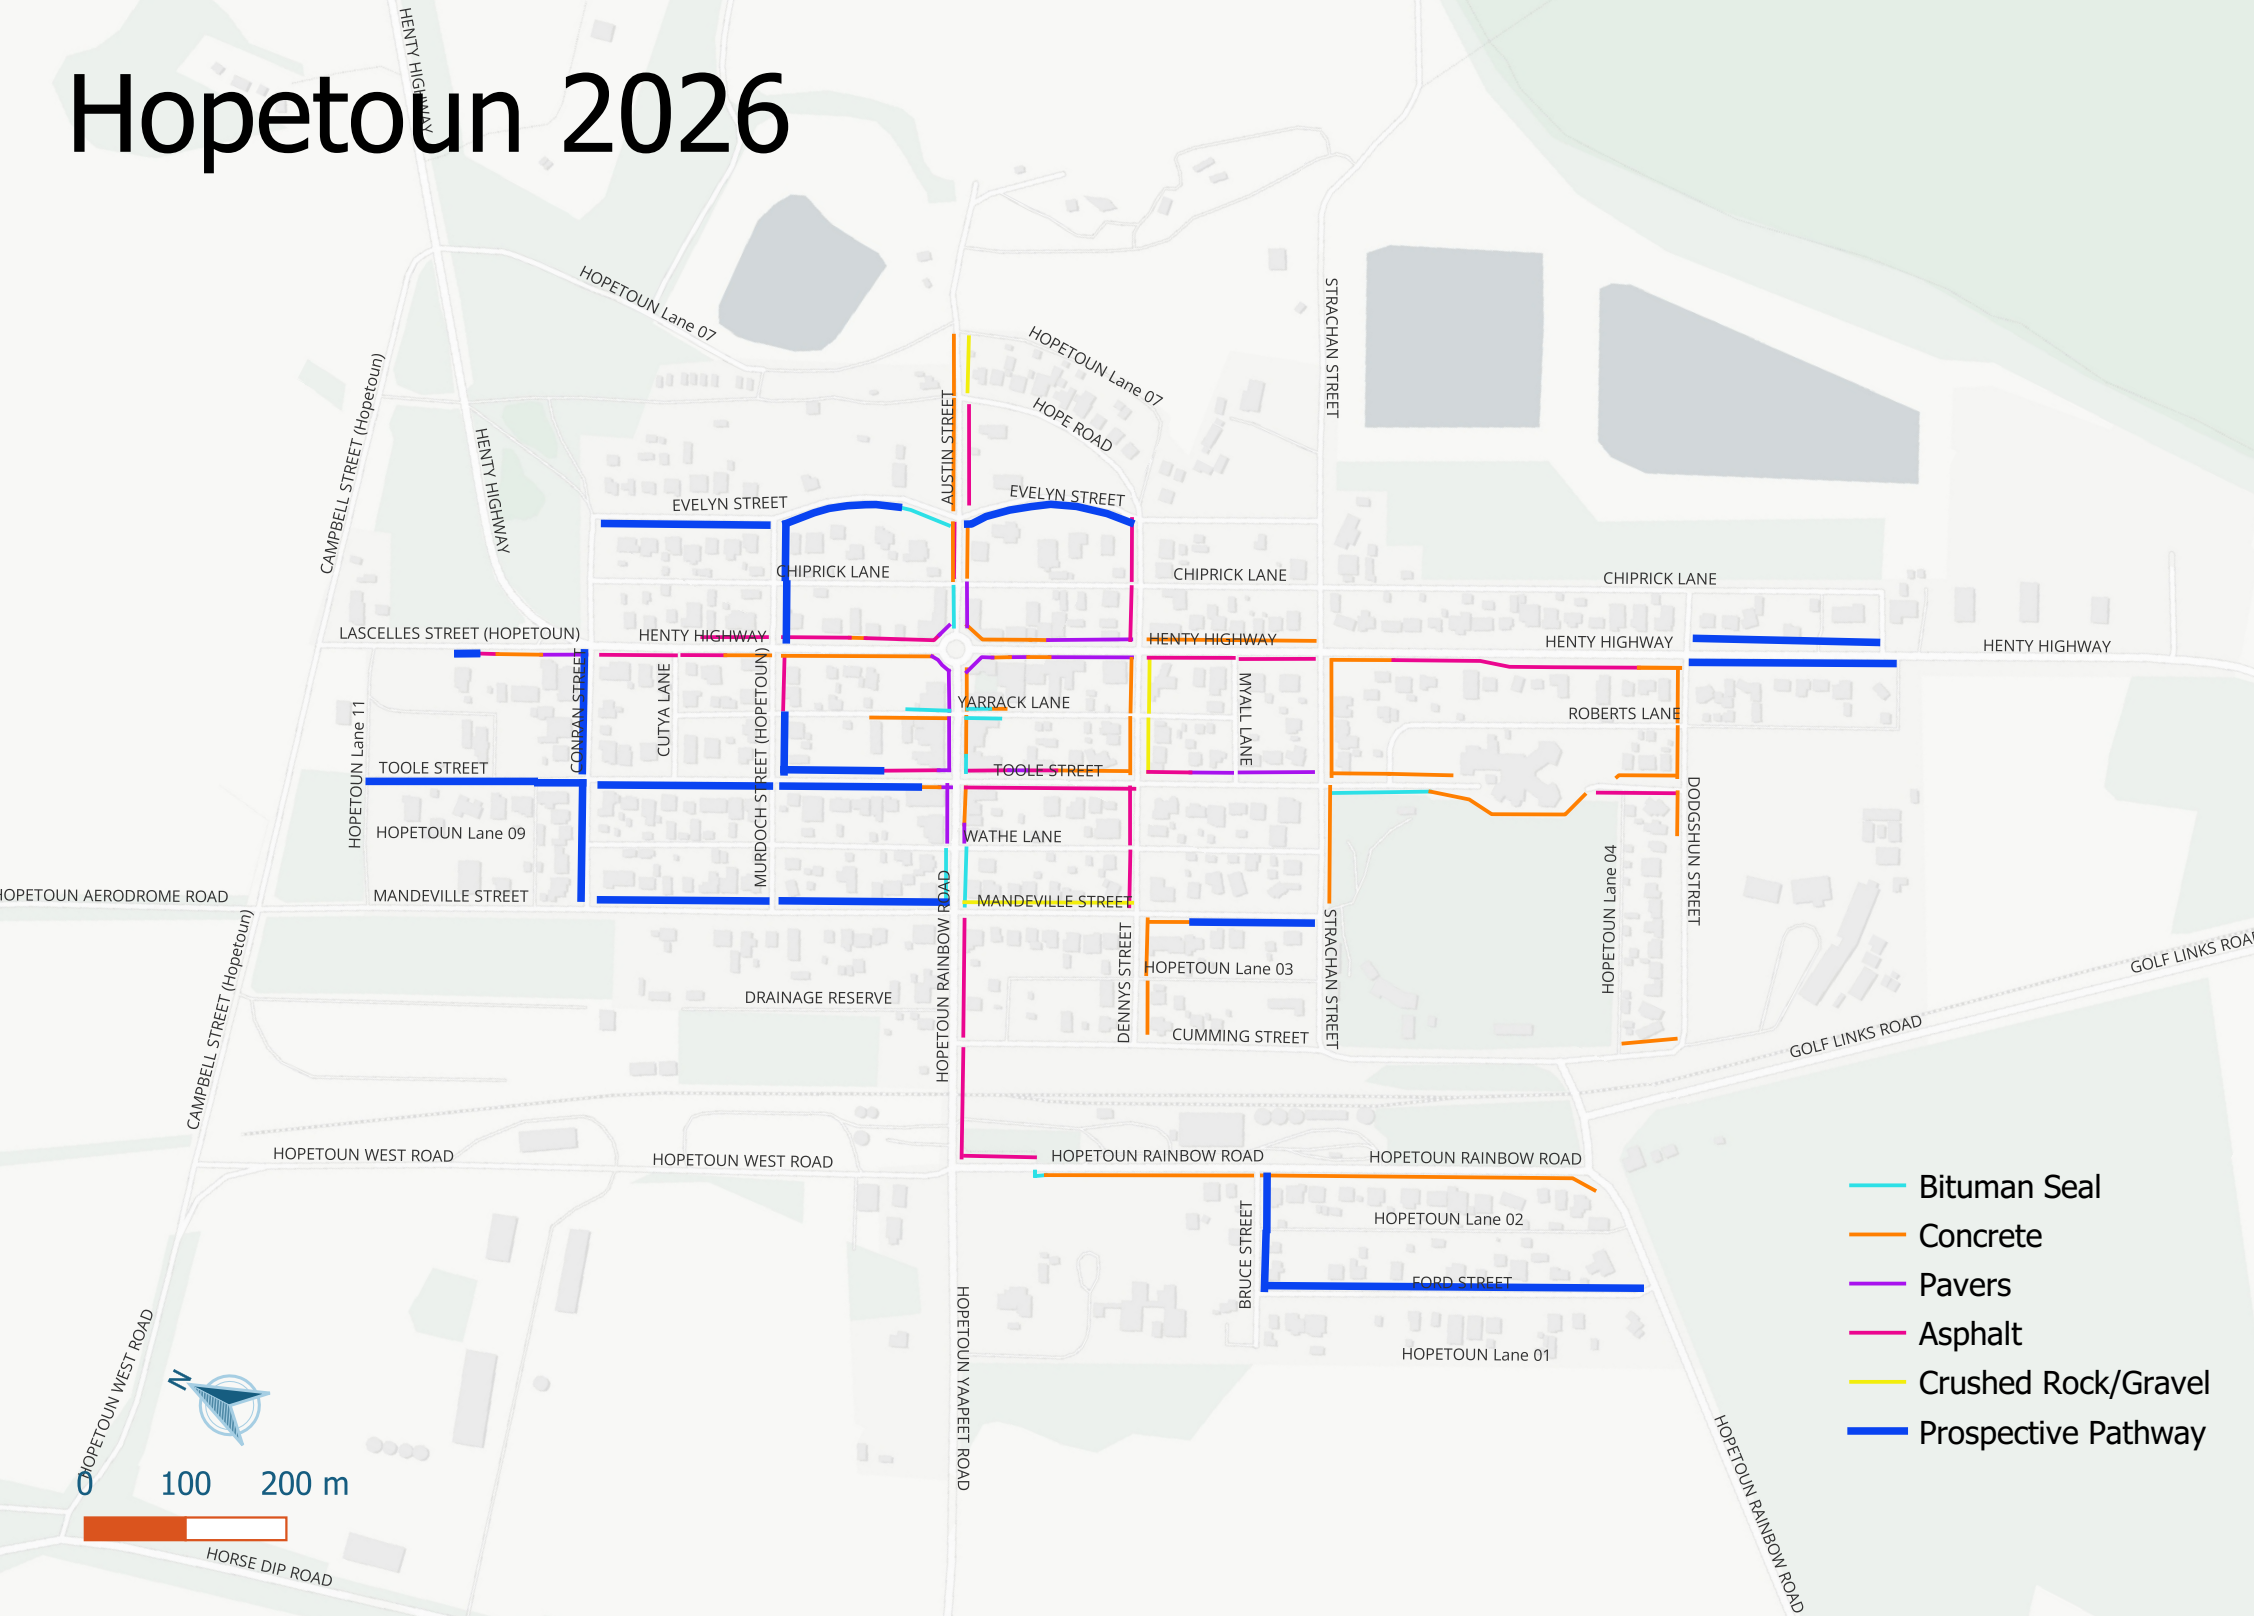 Hopetoun 2026
HENTY HIGHWAY
HOPETOUN Lane 07
STRACHAN STREET
HOPETOUN Lane 07
CAMPBELL STREET (Hopetoun)
AUSTIN STREET
HOPE ROAD
HENTY HIGHWAY
EVELYN STREET
EVELYN STREET
CHIPRICK LANE
CHIPRICK LANE
CHIPRICK LANE
LASCELLES STREET (HOPETOUN)
HENTY HIGHWAY
HENTY HIGHWAY
HENTY HIGHWAY
HENTY HIGHWAY
CONRAN STREET
CUTYA LANE
MURDOCH STREET (HOPETOUN)
YARRACK LANE
MYALL LANE
ROBERTS LANE
HOPETOUN Lane 11
TOOLE STREET
TOOLE STREET
DODGSHUN STREET
HOPETOUN Lane 09
WATHE LANE
HOPETOUN Lane 04
HOPETOUN AERODROME ROAD
MANDEVILLE STREET
HOPETOUN RAINBOW ROAD
MANDEVILLE STREET
STRACHAN STREET
CAMPBELL STREET (Hopetoun)
DENNYS STREET
HOPETOUN Lane 03
GOLF LINKS ROAD
DRAINAGE RESERVE
CUMMING STREET
GOLF LINKS ROAD
HOPETOUN WEST ROAD
HOPETOUN WEST ROAD
HOPETOUN RAINBOW ROAD
HOPETOUN RAINBOW ROAD
HOPETOUN Lane 02
BRUCE STREET
FORD STREET
HOPETOUN Lane 01
HOPETOUN YAAPEET ROAD
HOPETOUN WEST ROAD
HOPETOUN RAINBOW ROAD
HORSE DIP ROAD
Bituman Seal
Concrete
Pavers
Asphalt
Crushed Rock/Gravel
Prospective Pathway
N
0 100 200 m